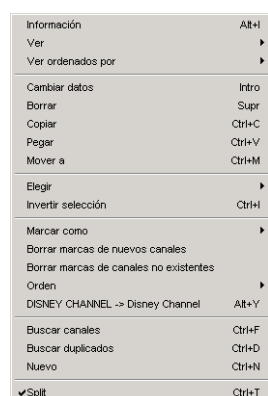 Información Alt+I
Ver
Ver ordenados por
Cambiar datos Intro
Borrar Supr
Copiar Ctrl+C
Pegar Ctrl+V
Mover a Ctrl+M
Elegir
Invertir selección Ctrl+I
Marcar como
Borrar marcas de nuevos canales
Borrar marcas de canales no existentes
Orden
DISNEY CHANNEL -> Disney Channel Alt+Y
Buscar canales Ctrl+F
Buscar duplicados Ctrl+D
Nuevo Ctrl+N
Split Ctrl+T